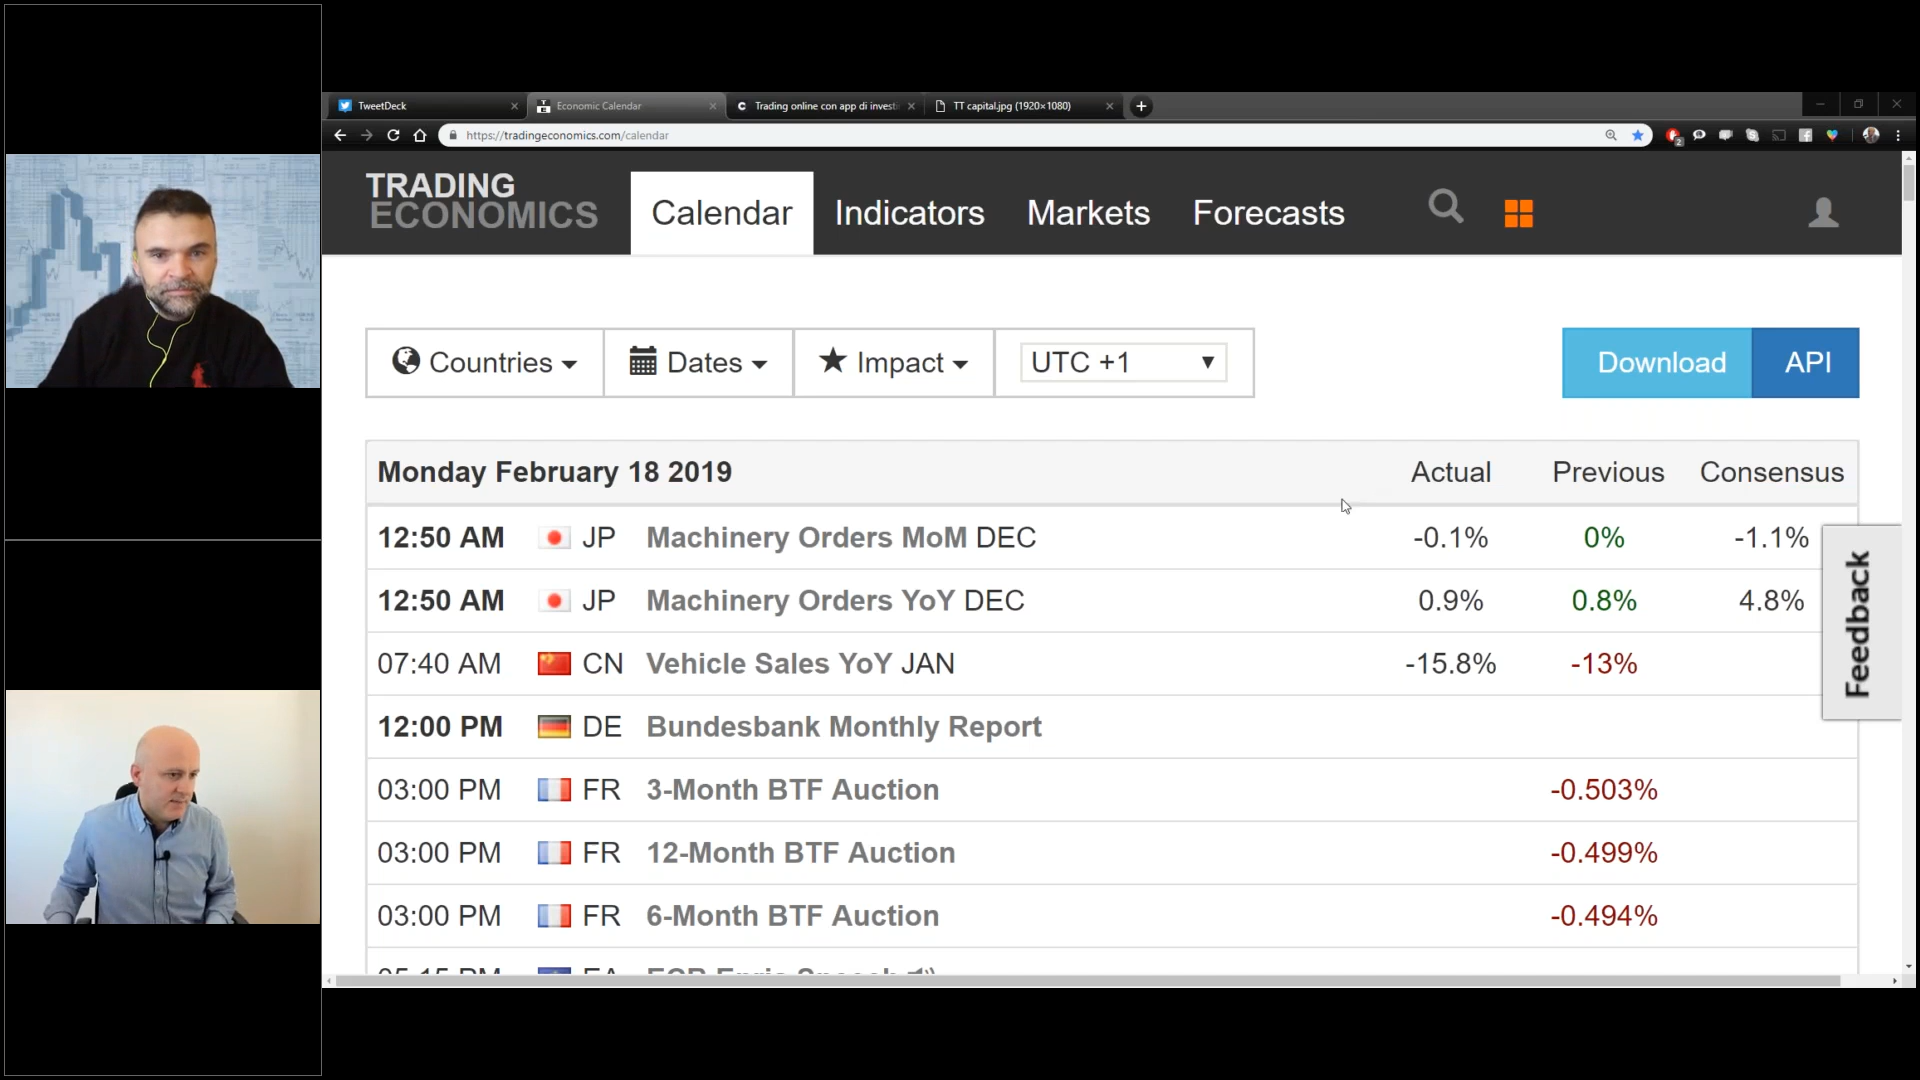 TweetDeck
Economic Calendar
Trading online con app di investi
TT capital.jpg (1920×1080)
https://tradingeconomics.com/calendar
2
TRADING
ECONOMICS
Calendar
Indicators
Markets
Forecasts
Countries
Dates
Impact
UTC +1
Download
API
Monday February 18 2019 Actual Previous Consensus
12:50 AM JP Machinery Orders MoM DEC -0.1% 0% -1.1%
12:50 AM JP Machinery Orders YoY DEC 0.9% 0.8% 4.8%
07:40 AM CN Vehicle Sales YoY JAN -15.8% -13%
12:00 PM DE Bundesbank Monthly Report
03:00 PM FR 3-Month BTF Auction -0.503%
03:00 PM FR 12-Month BTF Auction -0.499%
03:00 PM FR 6-Month BTF Auction -0.494%
Feedback